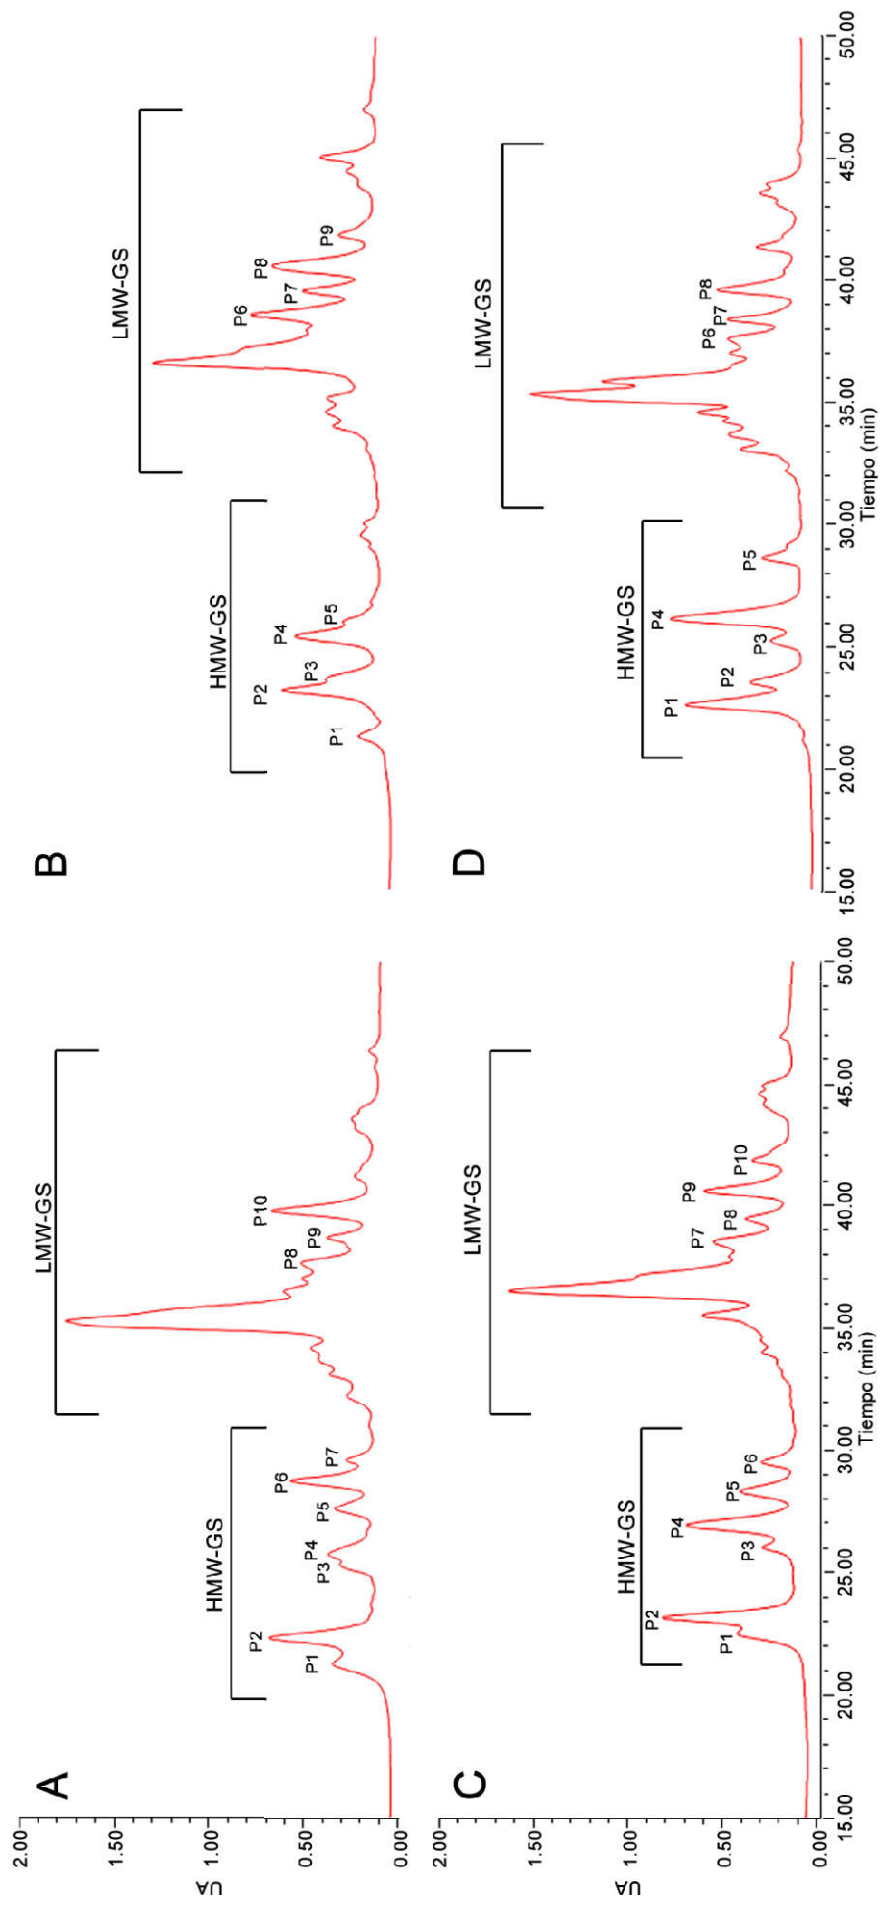 A
HMW-GS
LMW-GS
P1
P2
P3
P4
P5
P6
P7
P8
P9
P10
2.00
1.50
1.00
0.50
0.00
UA
B
HMW-GS
LMW-GS
P1
P2
P3
P4
P5
P6
P7
P8
P9
C
HMW-GS
LMW-GS
P1
P2
P3
P4
P5
P6
P7
P8
P9
P10
2.00
1.50
1.00
0.50
0.00
UA
15.00 20.00 25.00 30.00 35.00 40.00 45.00 50.00
Tiempo (min)
D
HMW-GS
LMW-GS
P1
P2
P3
P4
P5
P6
P7
P8
15.00 20.00 25.00 30.00 35.00 40.00 45.00 50.00
Tiempo (min)